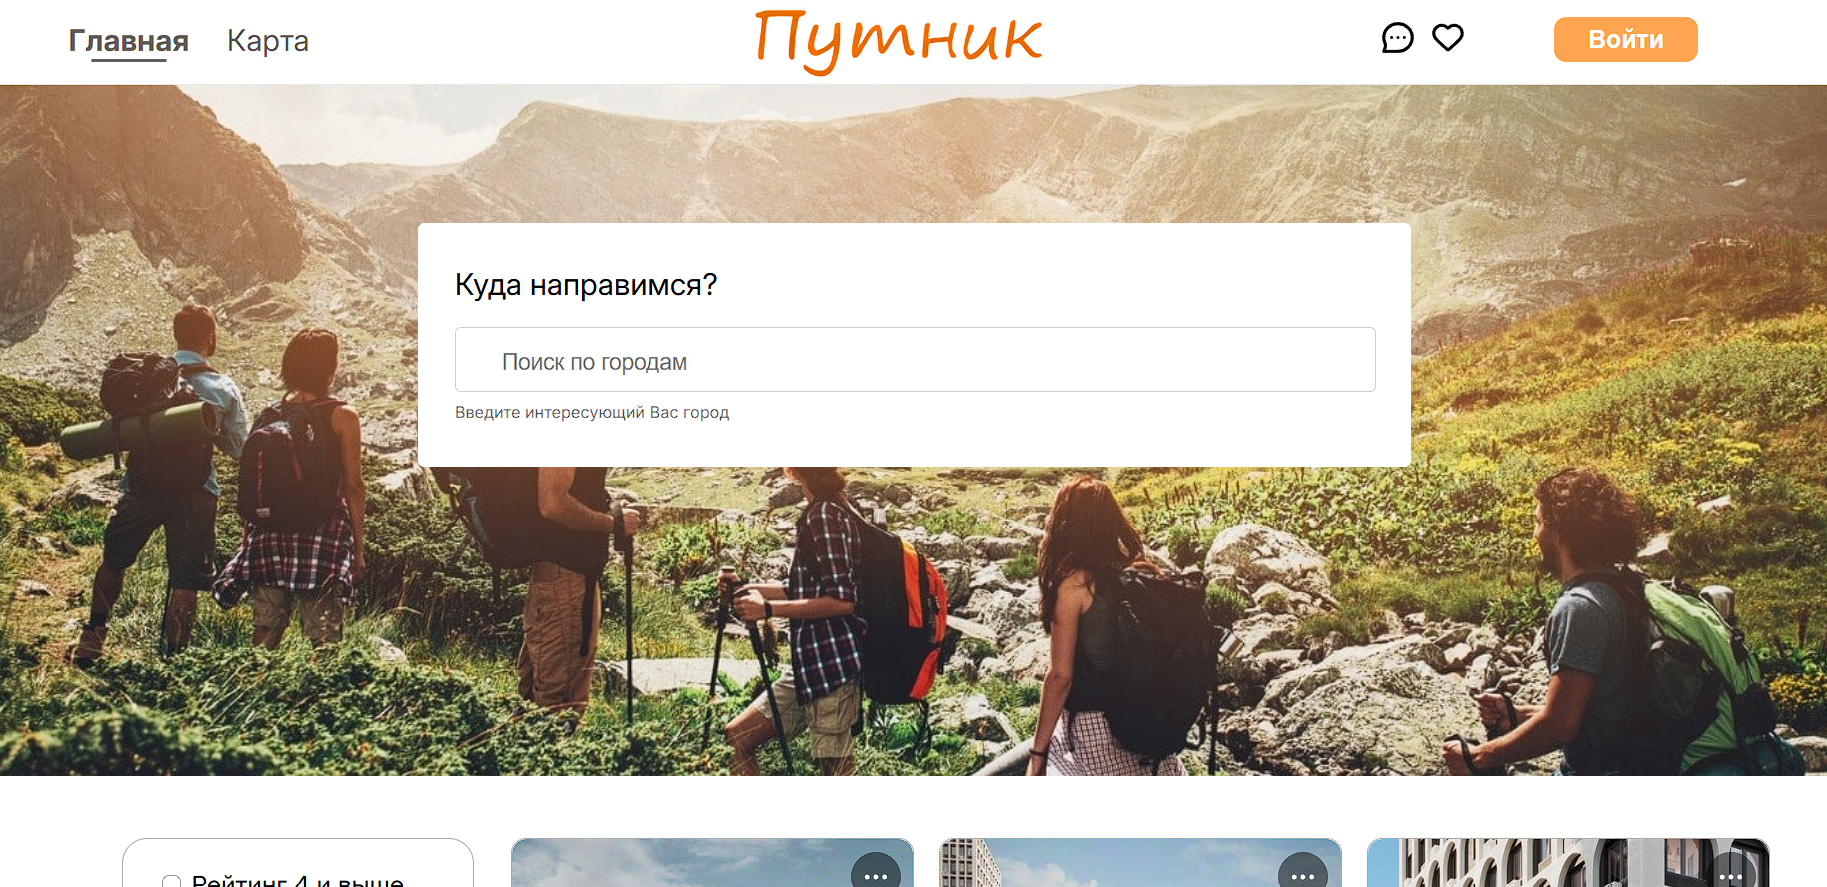 Главная Карта Путник Войти
Куда направимся?
Поиск по городам
Введите интересующий Вас город
Рейтинг 4 и выше